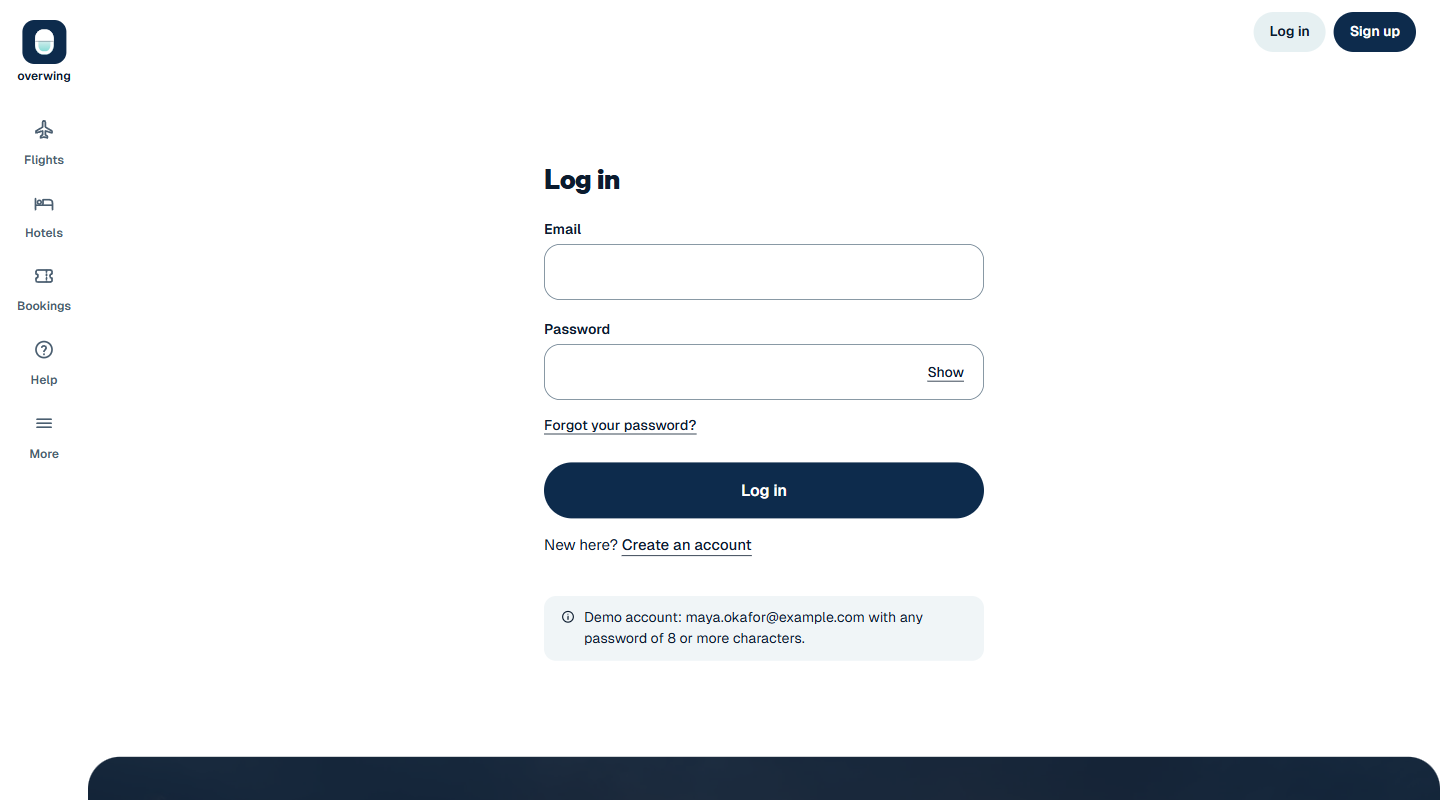 overwing
Flights
Hotels
Bookings
Help
More
Log in
Sign up
Log in
Email
Password
Show
Forgot your password?
Log in
New here? Create an account
Demo account: maya.okafor@example.com with any
password of 8 or more characters.